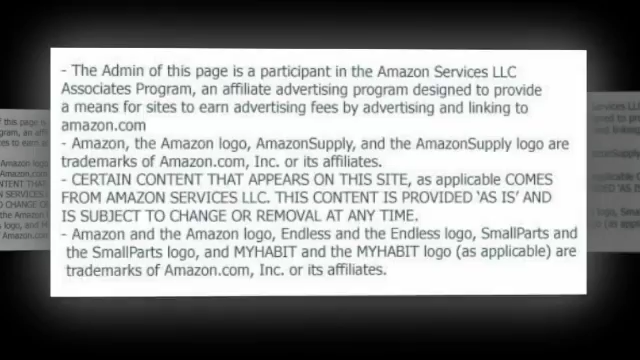 - The Admin of this page is a participant in the Amazon Services LLC
Associates Program, an affiliate advertising program designed to provide
a means for sites to earn advertising fees by advertising and linking to
amazon.com
- Amazon, the Amazon logo, AmazonSupply, and the AmazonSupply logo are
trademarks of Amazon.com, Inc. or its affiliates.
- CERTAIN CONTENT THAT APPEARS ON THIS SITE, as applicable COMES
FROM AMAZON SERVICES LLC. THIS CONTENT IS PROVIDED 'AS IS' AND
IS SUBJECT TO CHANGE OR REMOVAL AT ANY TIME.
- Amazon and the Amazon logo, Endless and the Endless logo, SmallParts and
the SmallParts logo, and MYHABIT and the MYHABIT logo (as applicable) are
trademarks of Amazon.com, Inc. or its affiliates.